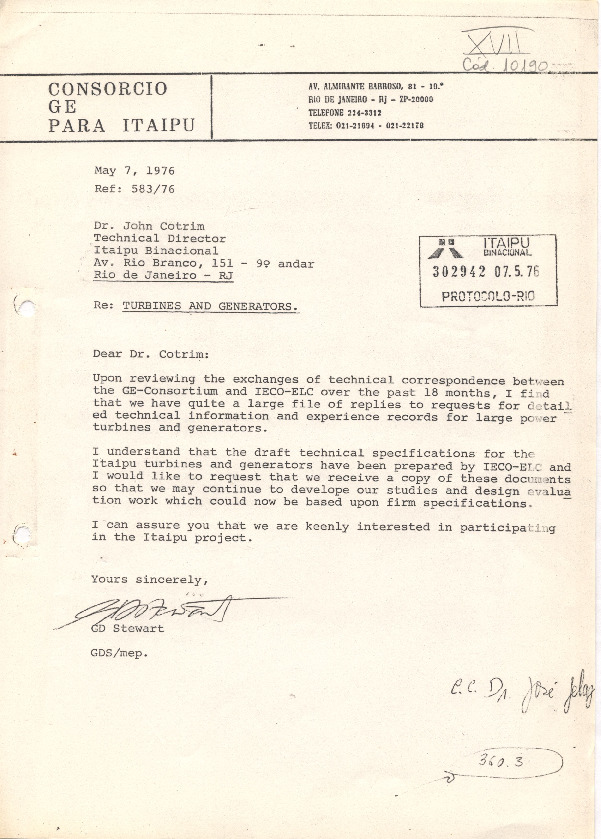 XVII
Cód. 10190
CONSORCIO
GE
PARA ITAIPU
AV. ALMIRANTE BARROSO, 81 - 10.°
RIO DE JANEIRO - RJ - ZP-20000
TELEFONE 224-3312
TELEX: 021-21694 - 021-22178
May 7, 1976
Ref: 583/76
Dr. John Cotrim
Technical Director
Itaipu Binacional
Av. Rio Branco, 151 - 9º andar
Rio de Janeiro - RJ
ITAIPU
BINACIONAL
302942 07.5.76
PROTOCOLO-RIO
Re: TURBINES AND GENERATORS.
Dear Dr. Cotrim:
Upon reviewing the exchanges of technical correspondence between
the GE-Consortium and IECO-ELC over the past 18 months, I find
that we have quite a large file of replies to requests for detail
ed technical information and experience records for large power
turbines and generators.
I understand that the draft technical specifications for the
Itaipu turbines and generators have been prepared by IECO-ELC and
I would like to request that we receive a copy of these documents
so that we may continue to develop our studies and design evalua
tion work which could now be based upon firm specifications.
I can assure you that we are keenly interested in participating
in the Itaipu project.
Yours sincerely,
GD Stewart
GD Stewart
GDS/mep.
C.C. Dr José
360.3